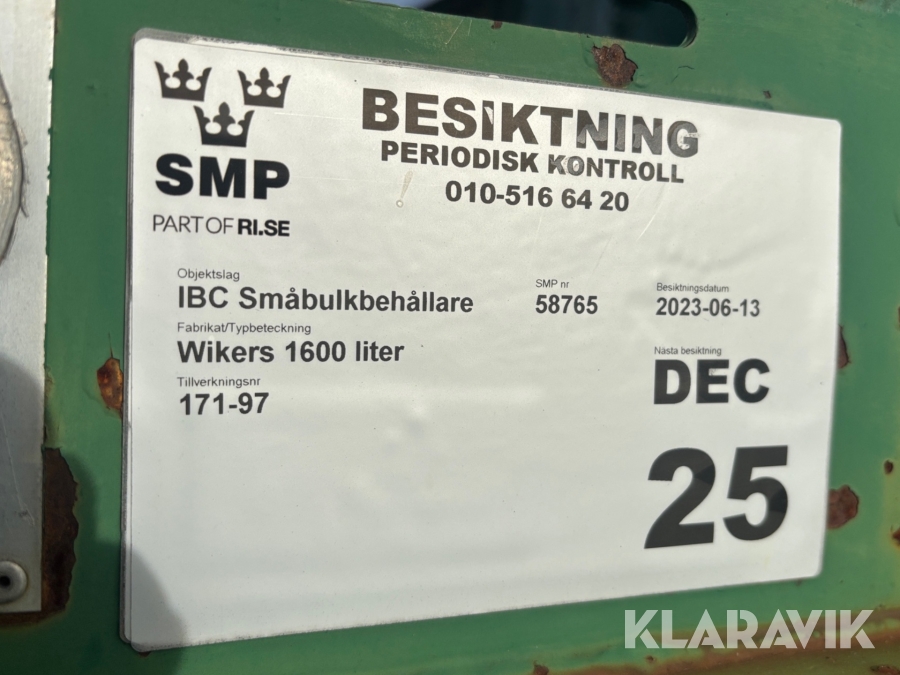 SMP
PART OF RI.SE
BESIKTNING
PERIODISK KONTROLL
010-516 64 20
Objektslag
IBC Småbulkbehållare
SMP nr
58765
Besiktningsdatum
2023-06-13
Fabrikat/Typbeteckning
Wikers 1600 liter
Tillverkningsnr
171-97
Nästa besiktning
DEC
25
KLARAVIK